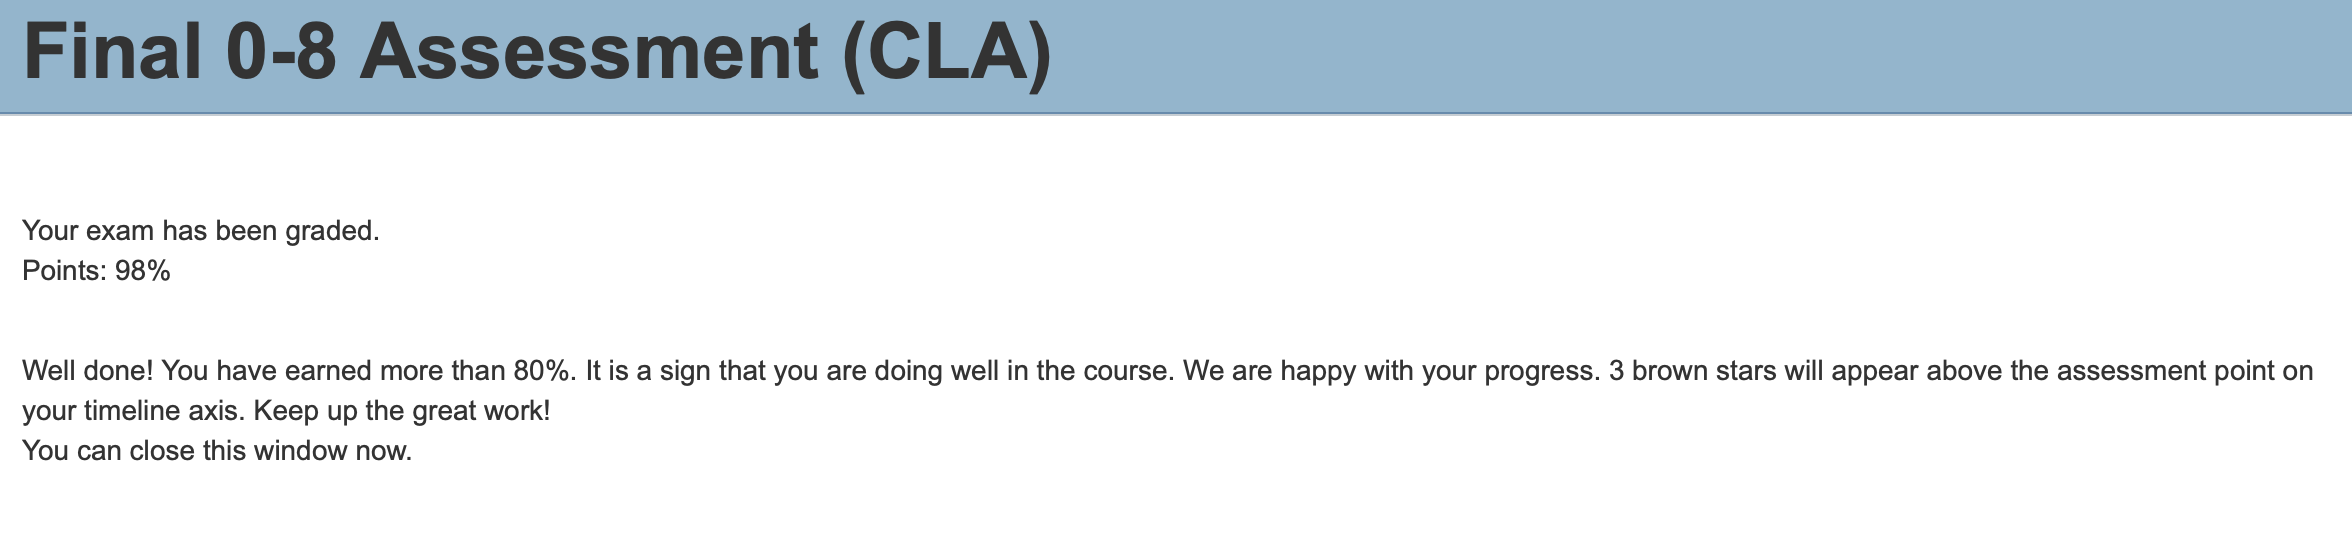 Final 0-8 Assessment (CLA)
Your exam has been graded.
Points: 98%
Well done! You have earned more than 80%. It is a sign that you are doing well in the course. We are happy with your progress. 3 brown stars will appear above the assessment point on
your timeline axis. Keep up the great work!
You can close this window now.